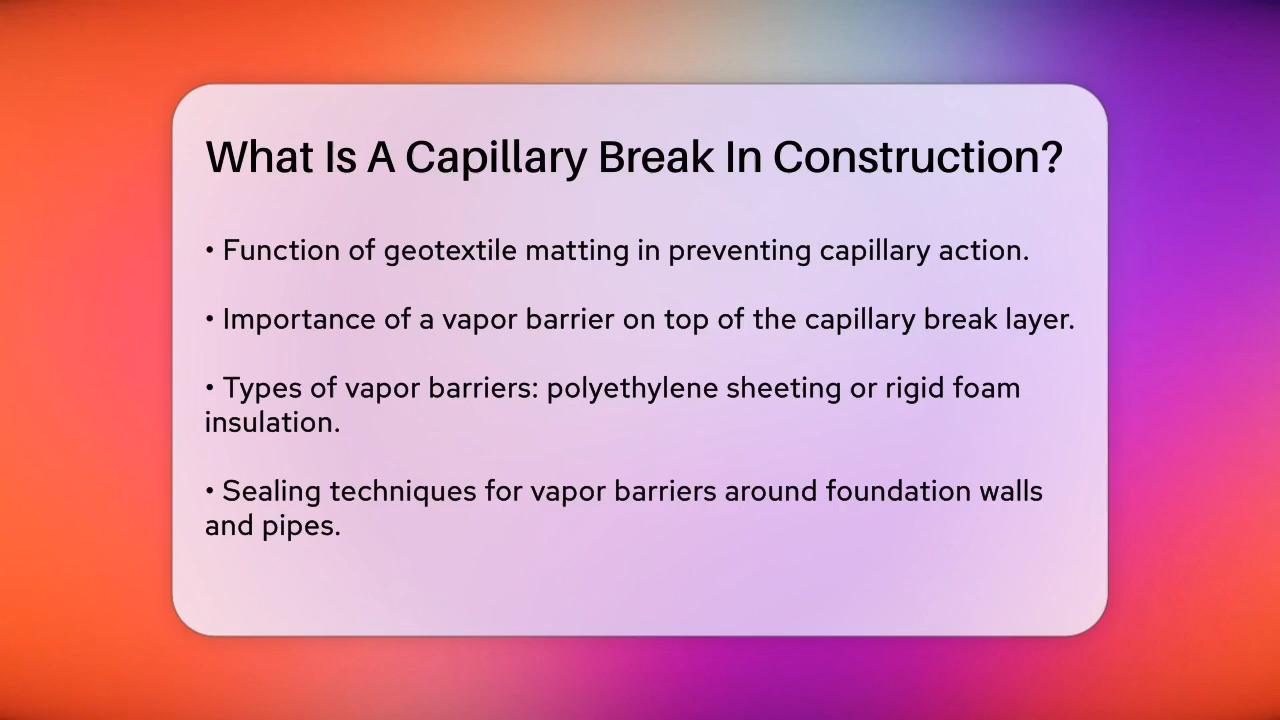 What Is A Capillary Break In Construction?
• Function of geotextile matting in preventing capillary action.
• Importance of a vapor barrier on top of the capillary break layer.
• Types of vapor barriers: polyethylene sheeting or rigid foam
insulation.
• Sealing techniques for vapor barriers around foundation walls
and pipes.